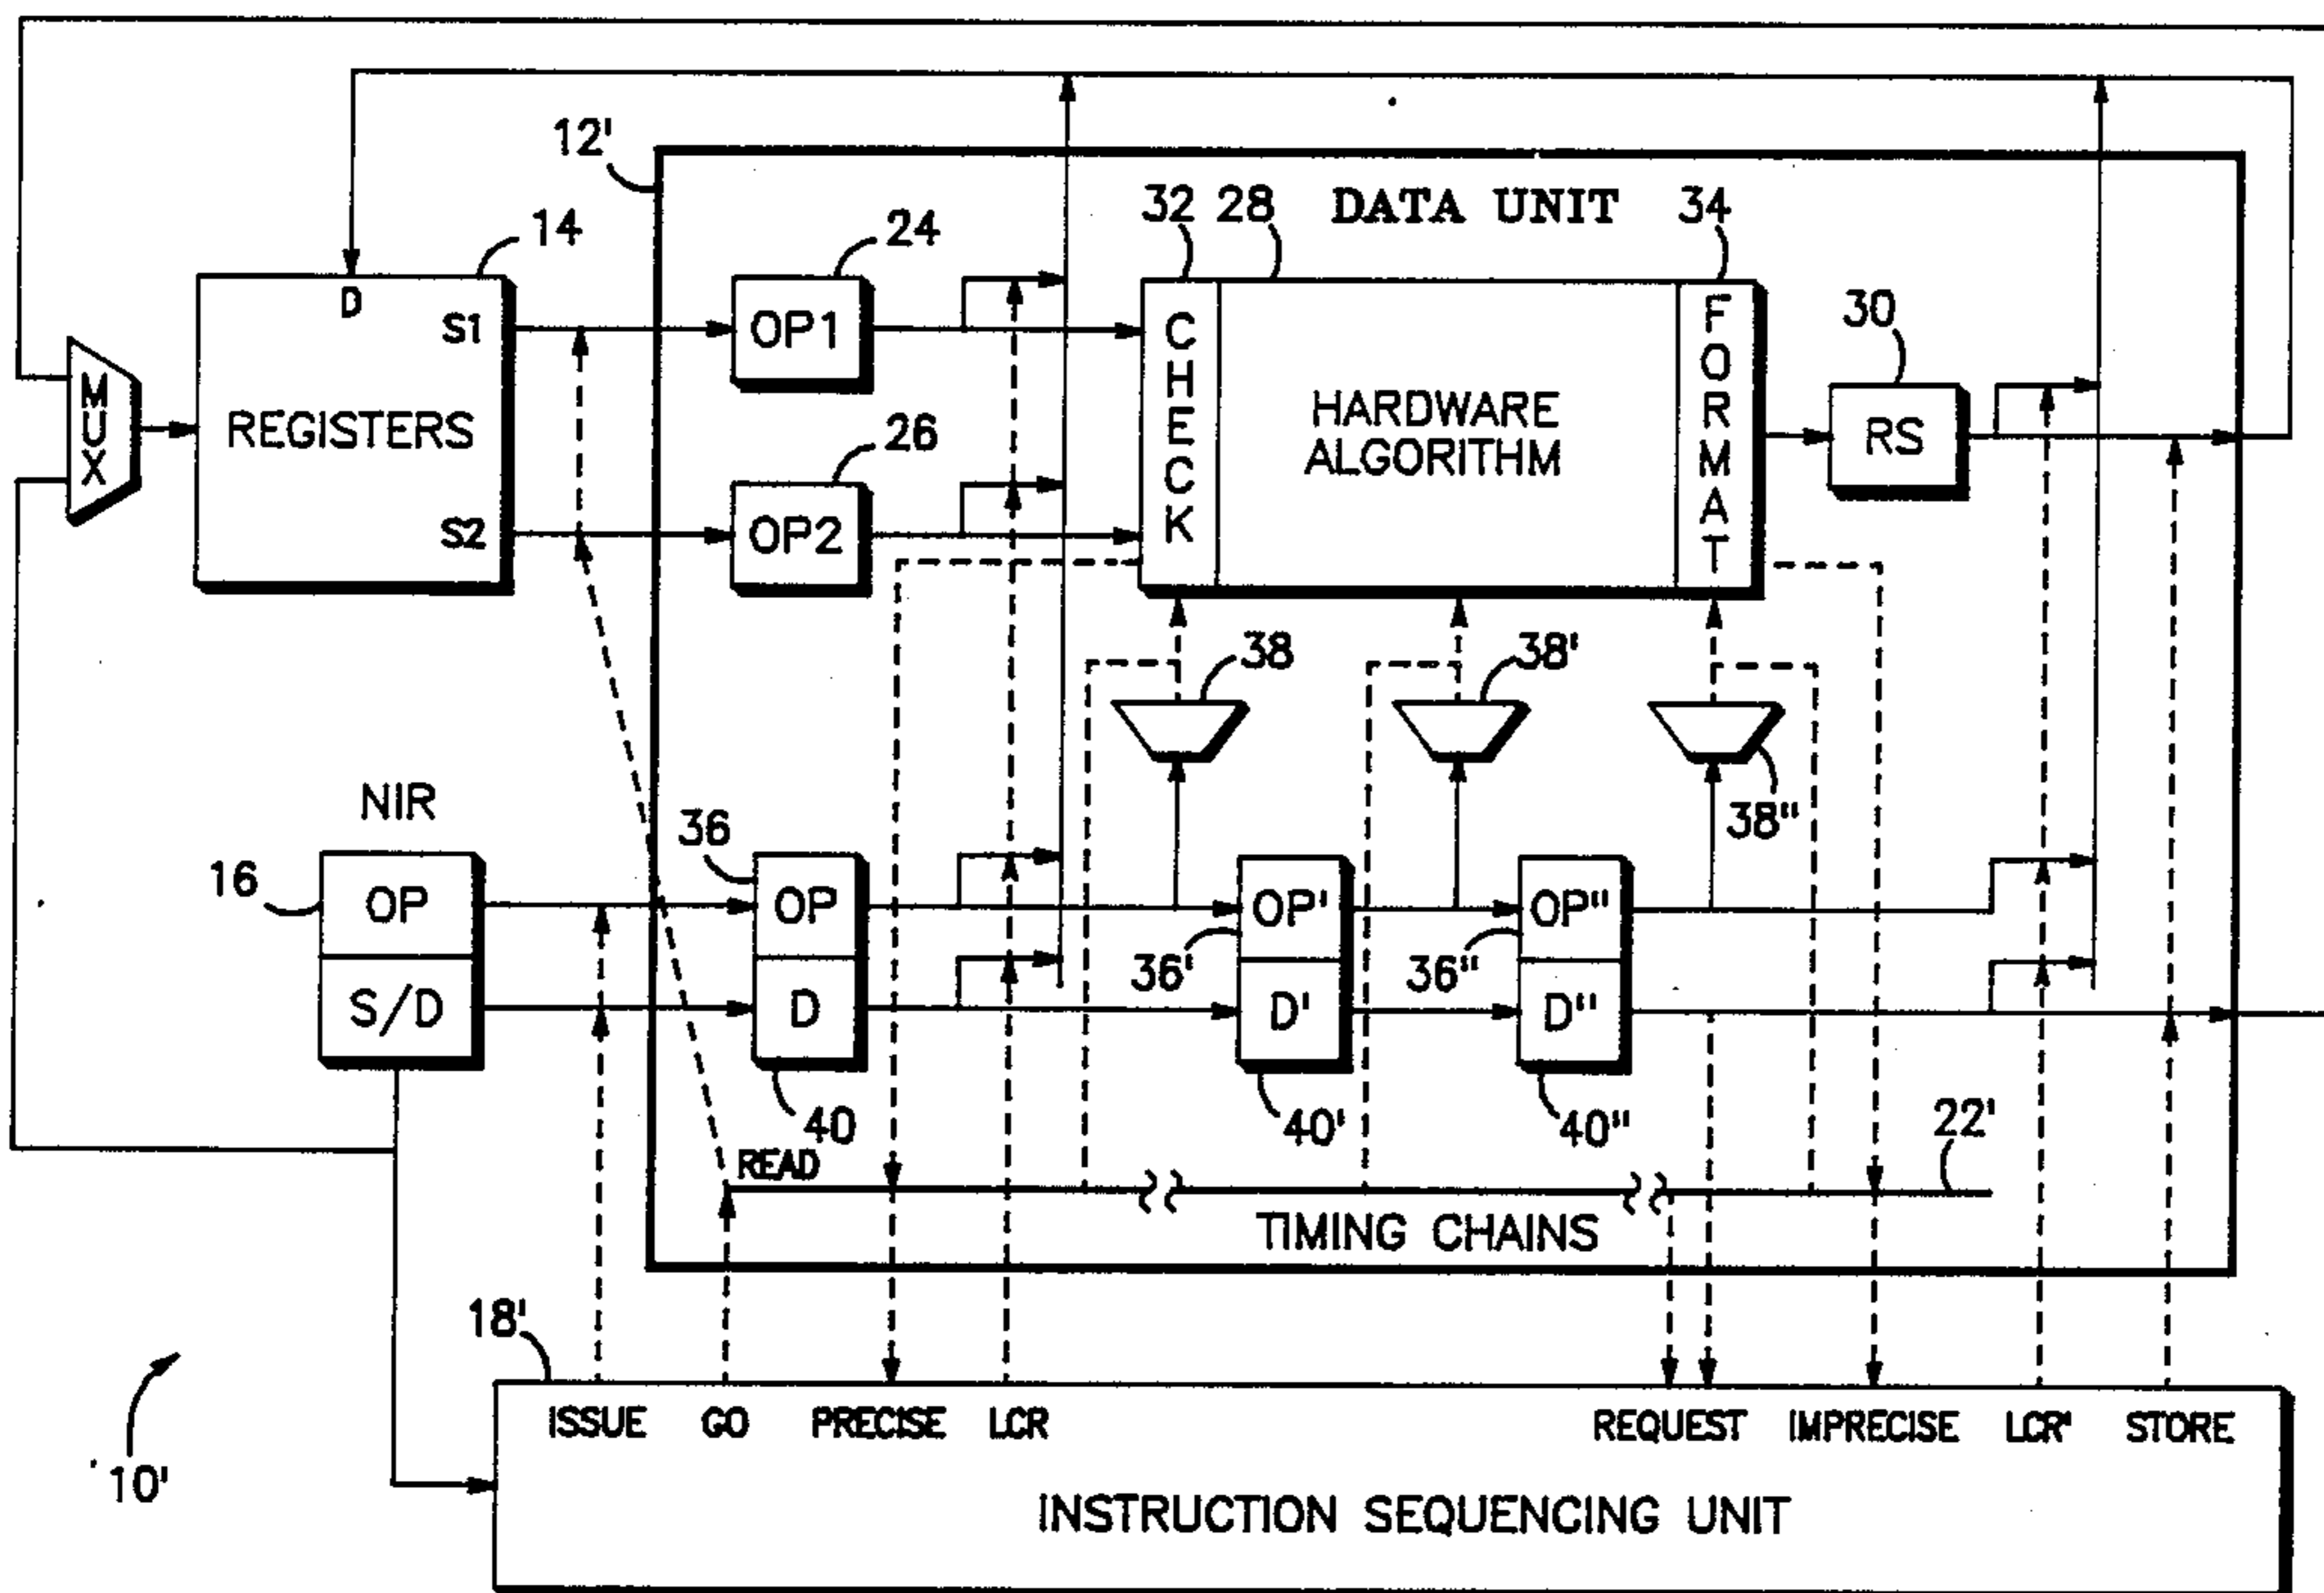 12'
32 28 DATA UNIT 34
14
24
30
D
S1
OP1
MUX
REGISTERS
CHECK
HARDWARE
ALGORITHM
FORMAT
RS
26
S2
OP2
38
38'
38"
NIR
36
16
OP
OP
OP'
OP"
36'
36"
S/D
D
D'
D"
40
40'
40"
22'
READ
TIMING CHAINS
18'
ISSUE GO PRECISE LCR REQUEST IMPRECISE LCR' STORE
10'
INSTRUCTION SEQUENCING UNIT